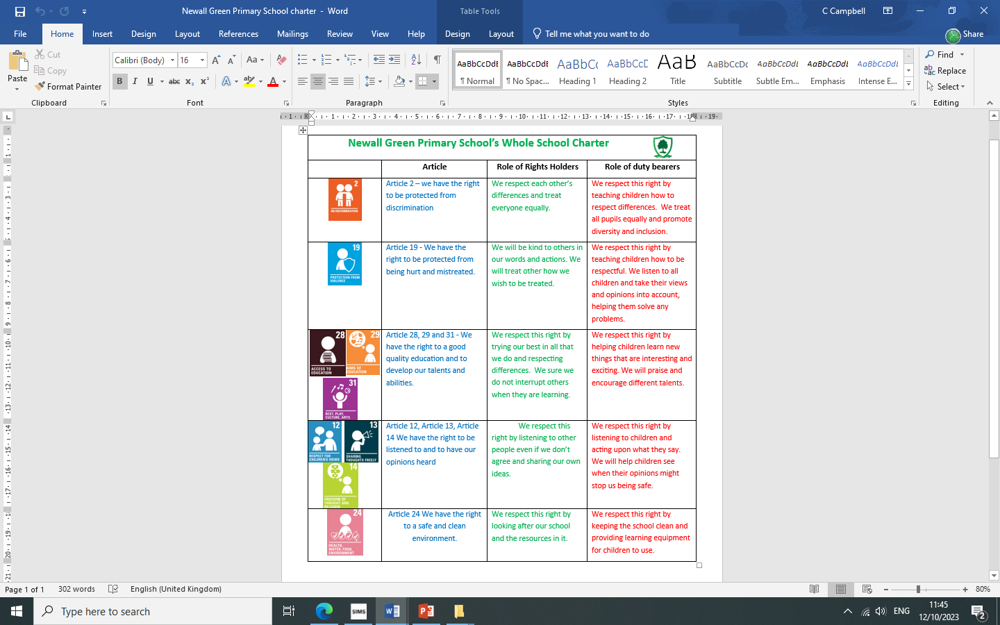 Newall Green Primary School charter - Word
Table Tools
C Campbell
File
Home
Insert
Design
Layout
References
Mailings
Review
View
Help
Design
Layout
Tell me what you want to do
Share
Paste
Cut
Copy
Format Painter
Clipboard
Calibri (Body)
16
Font
Paragraph
AaBbCcDdE
¶ Normal
AaBbCcDdE
¶ No Spac...
AaBbCc
Heading 1
AaBbCcD
Heading 2
AaB
Title
AaBbCcDc
Subtitle
AaBbCcDdE
Subtle Em...
AaBbCcDdE
Emphasis
AaBbCcDdE
Intense E...
Styles
Find
Replace
Select
Editing
Newall Green Primary School’s Whole School Charter
Article
Role of Rights Holders
Role of duty bearers
2
NO DISCRIMINATION
Article 2 – we have the right
to be protected from
discrimination
We respect each other’s
differences and treat
everyone equally.
We respect this right by
teaching children how to
respect differences. We treat
all pupils equally and promote
diversity and inclusion.
19
PROTECTION FROM
VIOLENCE
Article 19 - We have the
right to be protected from
being hurt and mistreated.
We will be kind to others in
our words and actions. We
will treat other how we
wish to be treated.
We respect this right by
teaching children how to be
respectful. We listen to all
children and take their views
and opinions into account,
helping them solve any
problems.
28
ACCESS TO
EDUCATION
29
AIMS OF
EDUCATION
31
REST, PLAY,
CULTURE, ARTS
Article 28, 29 and 31 - We
have the right to a good
quality education and to
develop our talents and
abilities.
We respect this right by
trying our best in all that
we do and respecting
differences. We sure we
do not interrupt others
when they are learning.
We respect this right by
helping children learn new
things that are interesting and
exciting. We will praise and
encourage different talents.
12
RESPECT FOR
CHILDREN'S VIEWS
13
SHARING
THOUGHTS FREELY
14
FREEDOM OF
THOUGHT AND
RELIGION
Article 12, Article 13, Article
14 We have the right to be
listened to and to have our
opinions heard
We respect this
right by listening to other
people even if we don’t
agree and sharing our own
ideas.
We respect this right by
listening to children and
acting upon what they say.
We will help children see
when their opinions might
stop us being safe.
24
HEALTH,
WATER, FOOD,
ENVIRONMENT
Article 24 We have the right
to a safe and clean
environment.
We respect this right by
looking after our school
and the resources in it.
We respect this right by
keeping the school clean and
providing learning equipment
for children to use.
Page 1 of 1
302 words
English (United Kingdom)
80%
Type here to search
SIMS
ENG
11:45
12/10/2023
2